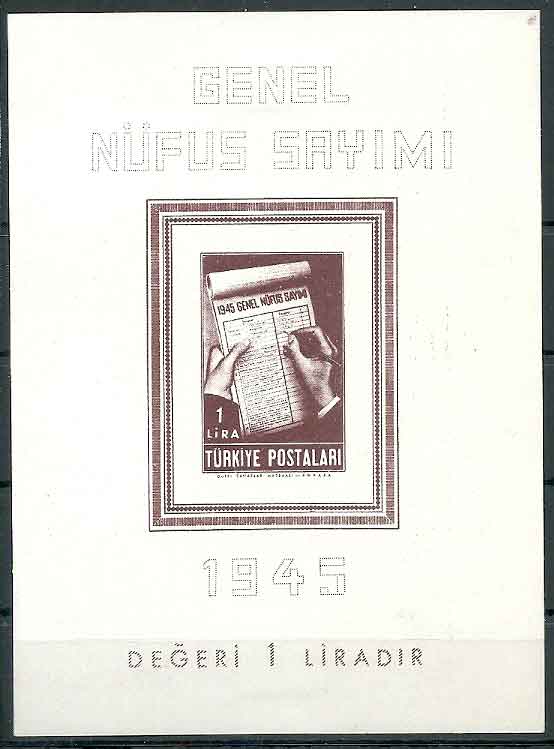 GENEL
NÜFUS SAYIMI
1945 GENEL NÜFUS SAYIMI
1
LİRA
TÜRKİYE POSTALARI
1945
DEĞERİ 1 LİRADIR